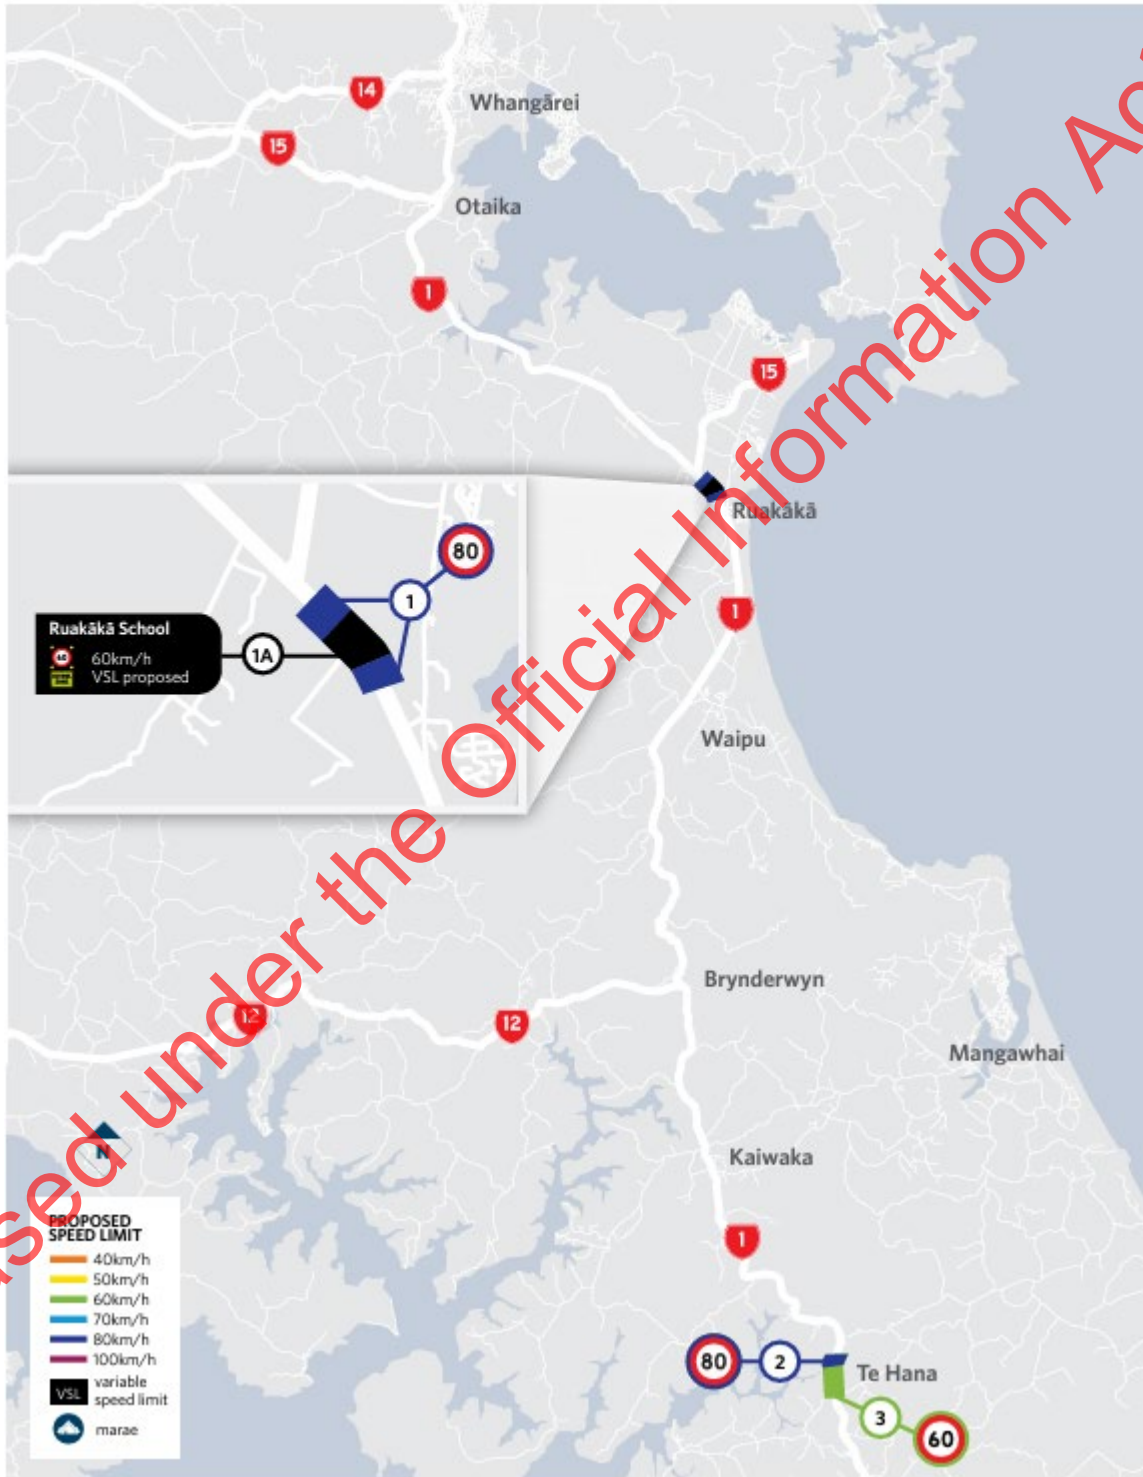 14
Whangārei
15
Otaika
1
15
Ruakākā
80
1
Ruakākā School
60km/h
VSL proposed
1A
1
Waipu
Brynderwyn
12
12
Mangawhai
N
Kaiwaka
1
PROPOSED
SPEED LIMIT
40km/h
50km/h
60km/h
70km/h
80km/h
100km/h
VSL variable
speed limit
marae
80
2
Te Hana
3
60
under the Official Information